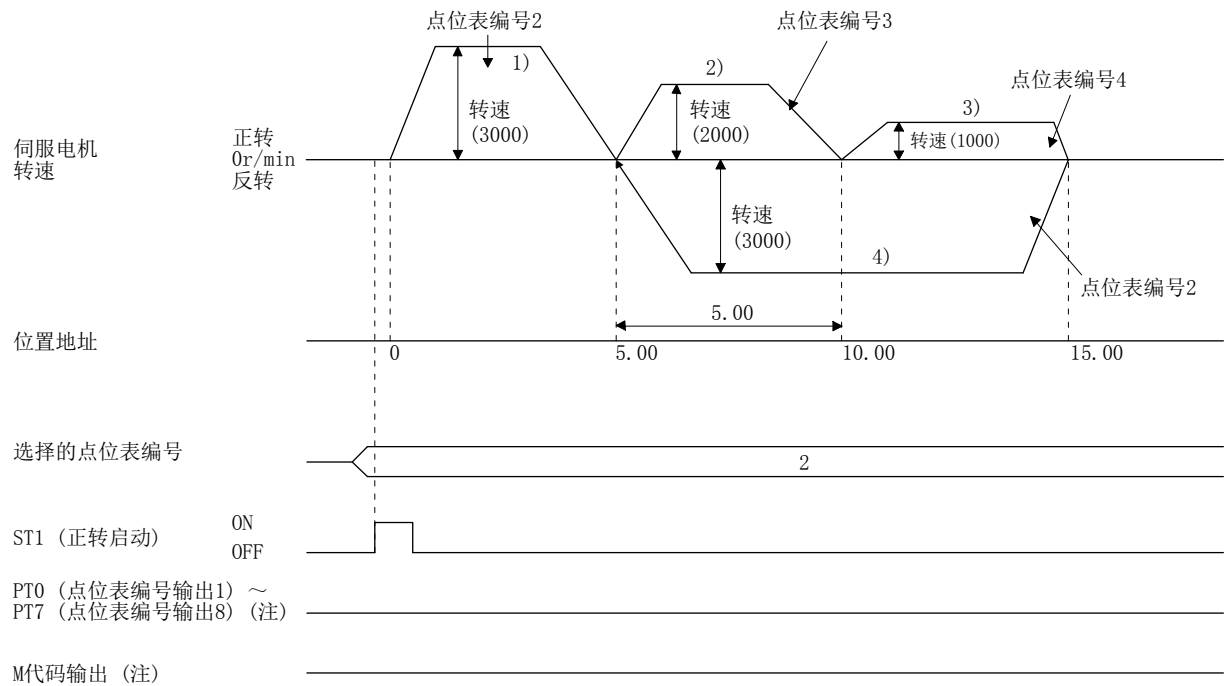 点位表编号2
点位表编号3
1)
2)
点位表编号4
3)
转速
(3000)
转速
(2000)
转速(1000)
伺服电机
转速
正转
0r/min
反转
转速
(3000)
4)
点位表编号2
5.00
位置地址
0
5.00
10.00
15.00
选择的点位表编号
2
ST1 (正转启动)
ON
OFF
PT0 (点位表编号输出1) ～
PT7 (点位表编号输出8) (注)
M代码输出 (注)